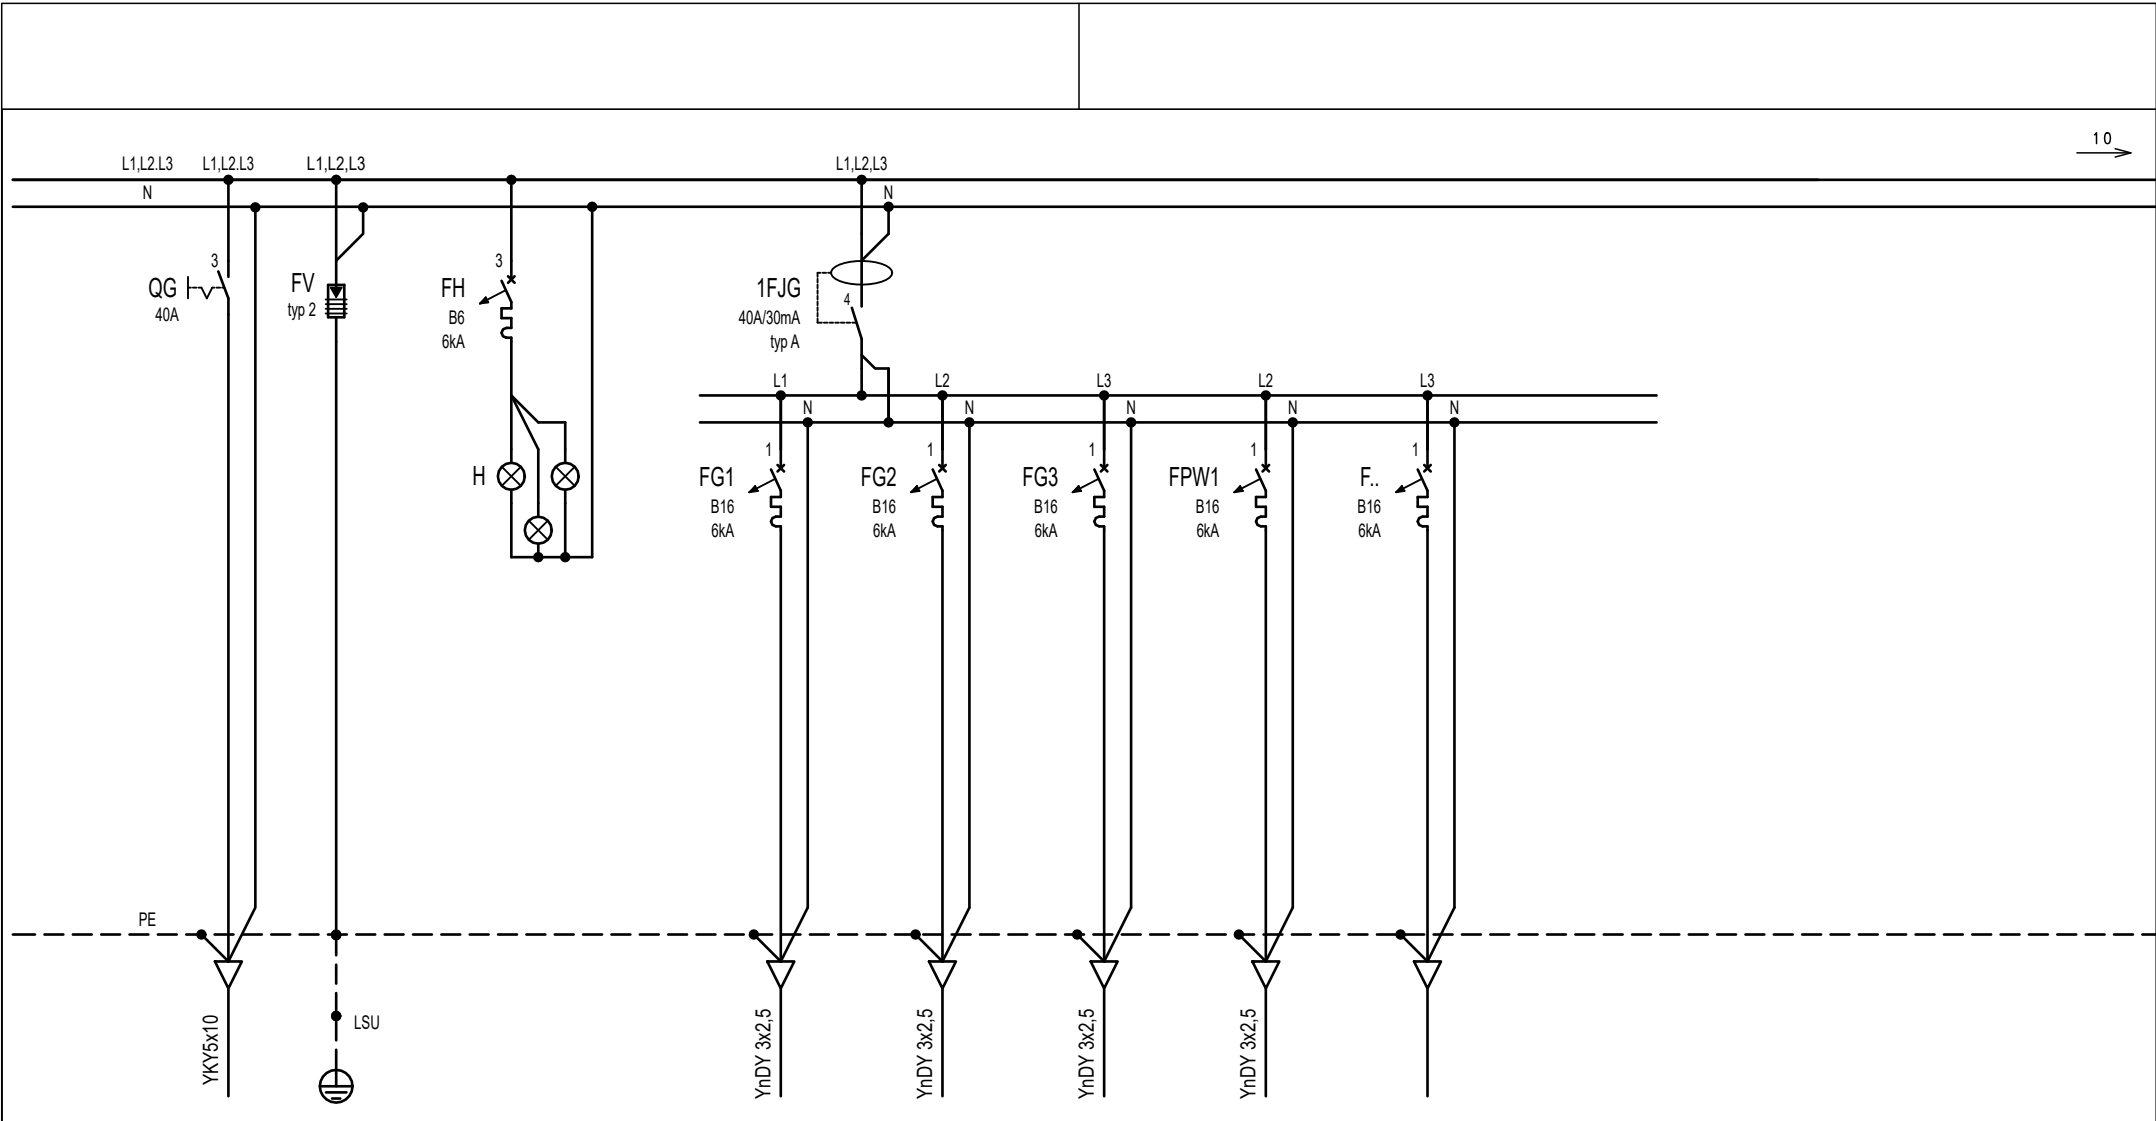 10
L1,L2.L3 L1,L2.L3 L1,L2,L3 L1,L2,L3
N N
3
QG
40A
FV
typ 2
3
FH
B6
6kA
H
1FJG
40A/30mA
typ A
4
L1 L2 L3 L2 L3
N N N N N
1 1 1 1 1
FG1 FG2 FG3 FPW1 F..
B16 B16 B16 B16 B16
6kA 6kA 6kA 6kA 6kA
PE
LSU
YKY5x10
YnDY 3x2,5
YnDY 3x2,5
YnDY 3x2,5
YnDY 3x2,5